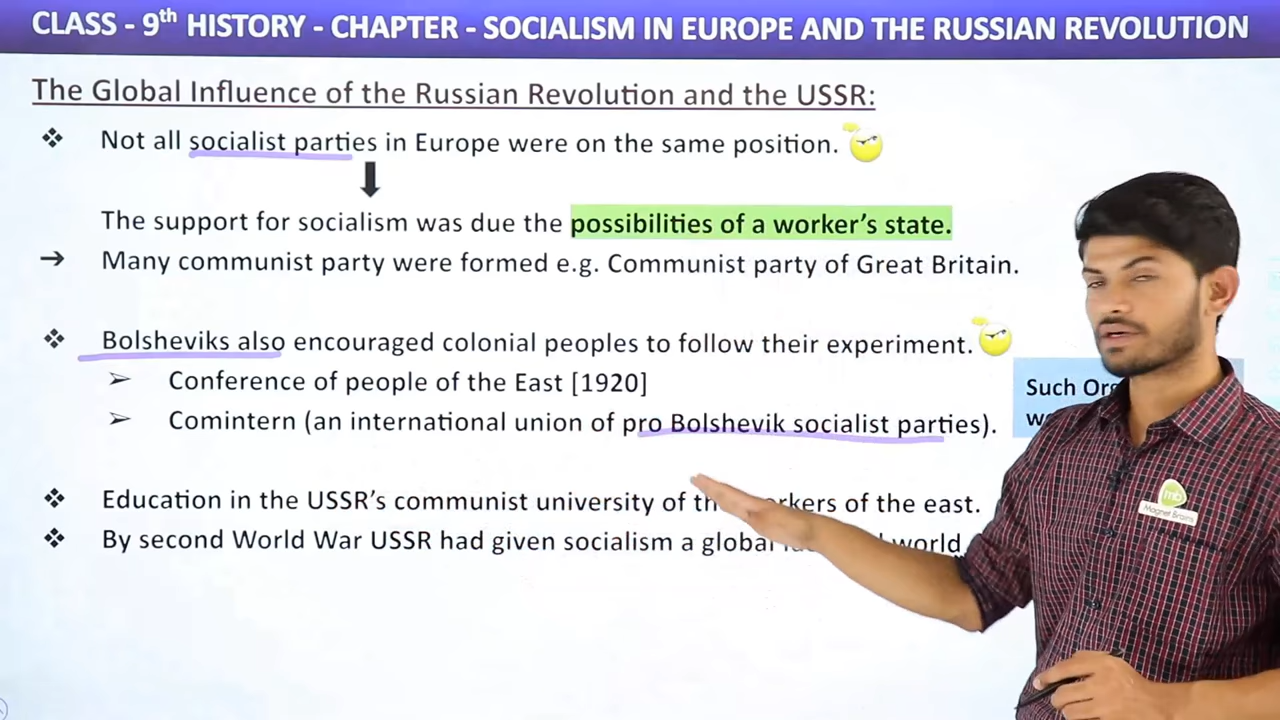 CLASS - 9th HISTORY - CHAPTER - SOCIALISM IN EUROPE AND THE RUSSIAN REVOLUTION
The Global Influence of the Russian Revolution and the USSR:
❖ Not all socialist parties in Europe were on the same position.
The support for socialism was due the possibilities of a worker's state.
➔ Many communist party were formed e.g. Communist party of Great Britain.
❖ Bolsheviks also encouraged colonial peoples to follow their experiment.
➢ Conference of people of the East [1920]
Such
➢ Comintern (an international union of pro Bolshevik socialist parties).
mb
Magnet Brains
❖ Education in the USSR's communist university of of the east.
❖ By second World War USSR had given socialism a global world